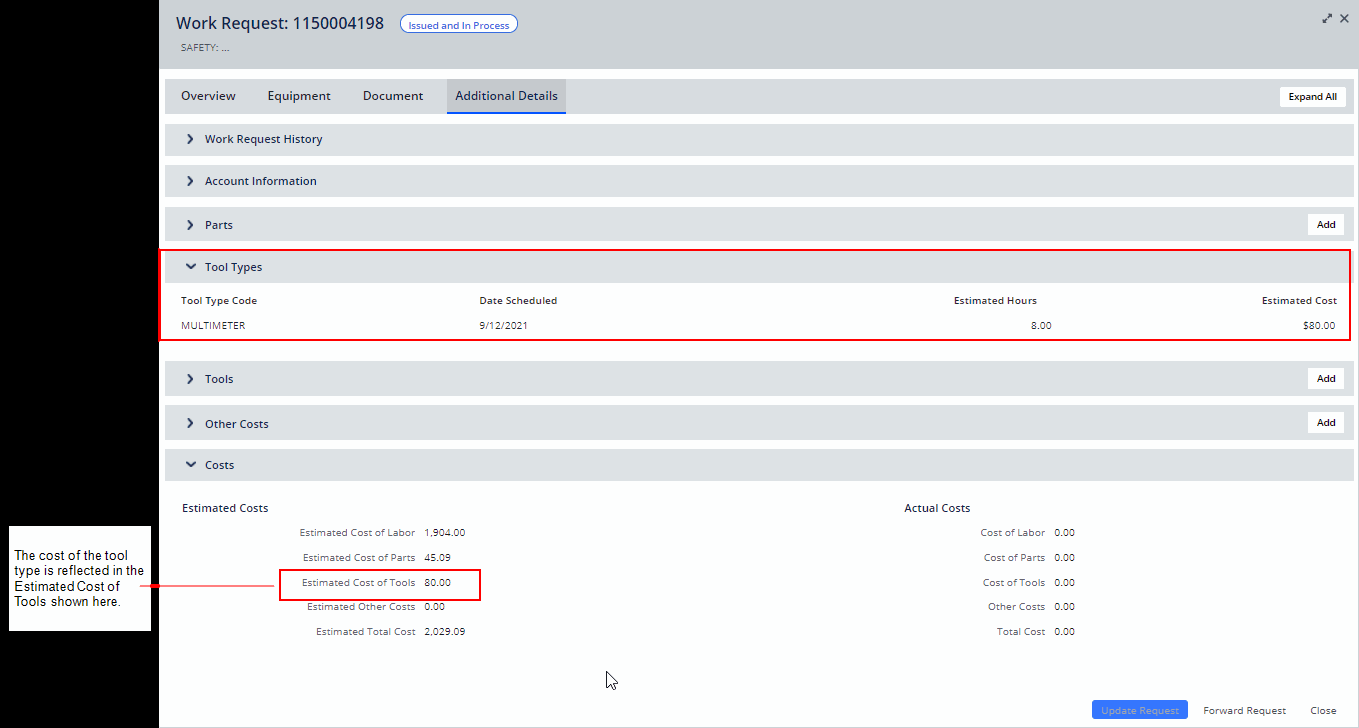 Work Request: 1150004198
Issued and In Process
SAFETY: ...
Overview Equipment Document Additional Details Expand All
Work Request History
Account Information
Parts Add
Tool Types
Tool Type Code Date Scheduled Estimated Hours Estimated Cost
MULTIMETER 9/12/2021 8.00 $80.00
Tools Add
Other Costs Add
Costs
Estimated Costs Actual Costs
Estimated Cost of Labor 1,904.00 Cost of Labor 0.00
Estimated Cost of Parts 45.09 Cost of Parts 0.00
Estimated Cost of Tools 80.00 Cost of Tools 0.00
Estimated Other Costs 0.00 Other Costs 0.00
Estimated Total Cost 2,029.09 Total Cost 0.00
The cost of the tool
type is reflected in the
Estimated Cost of
Tools shown here.
Update Request Forward Request Close